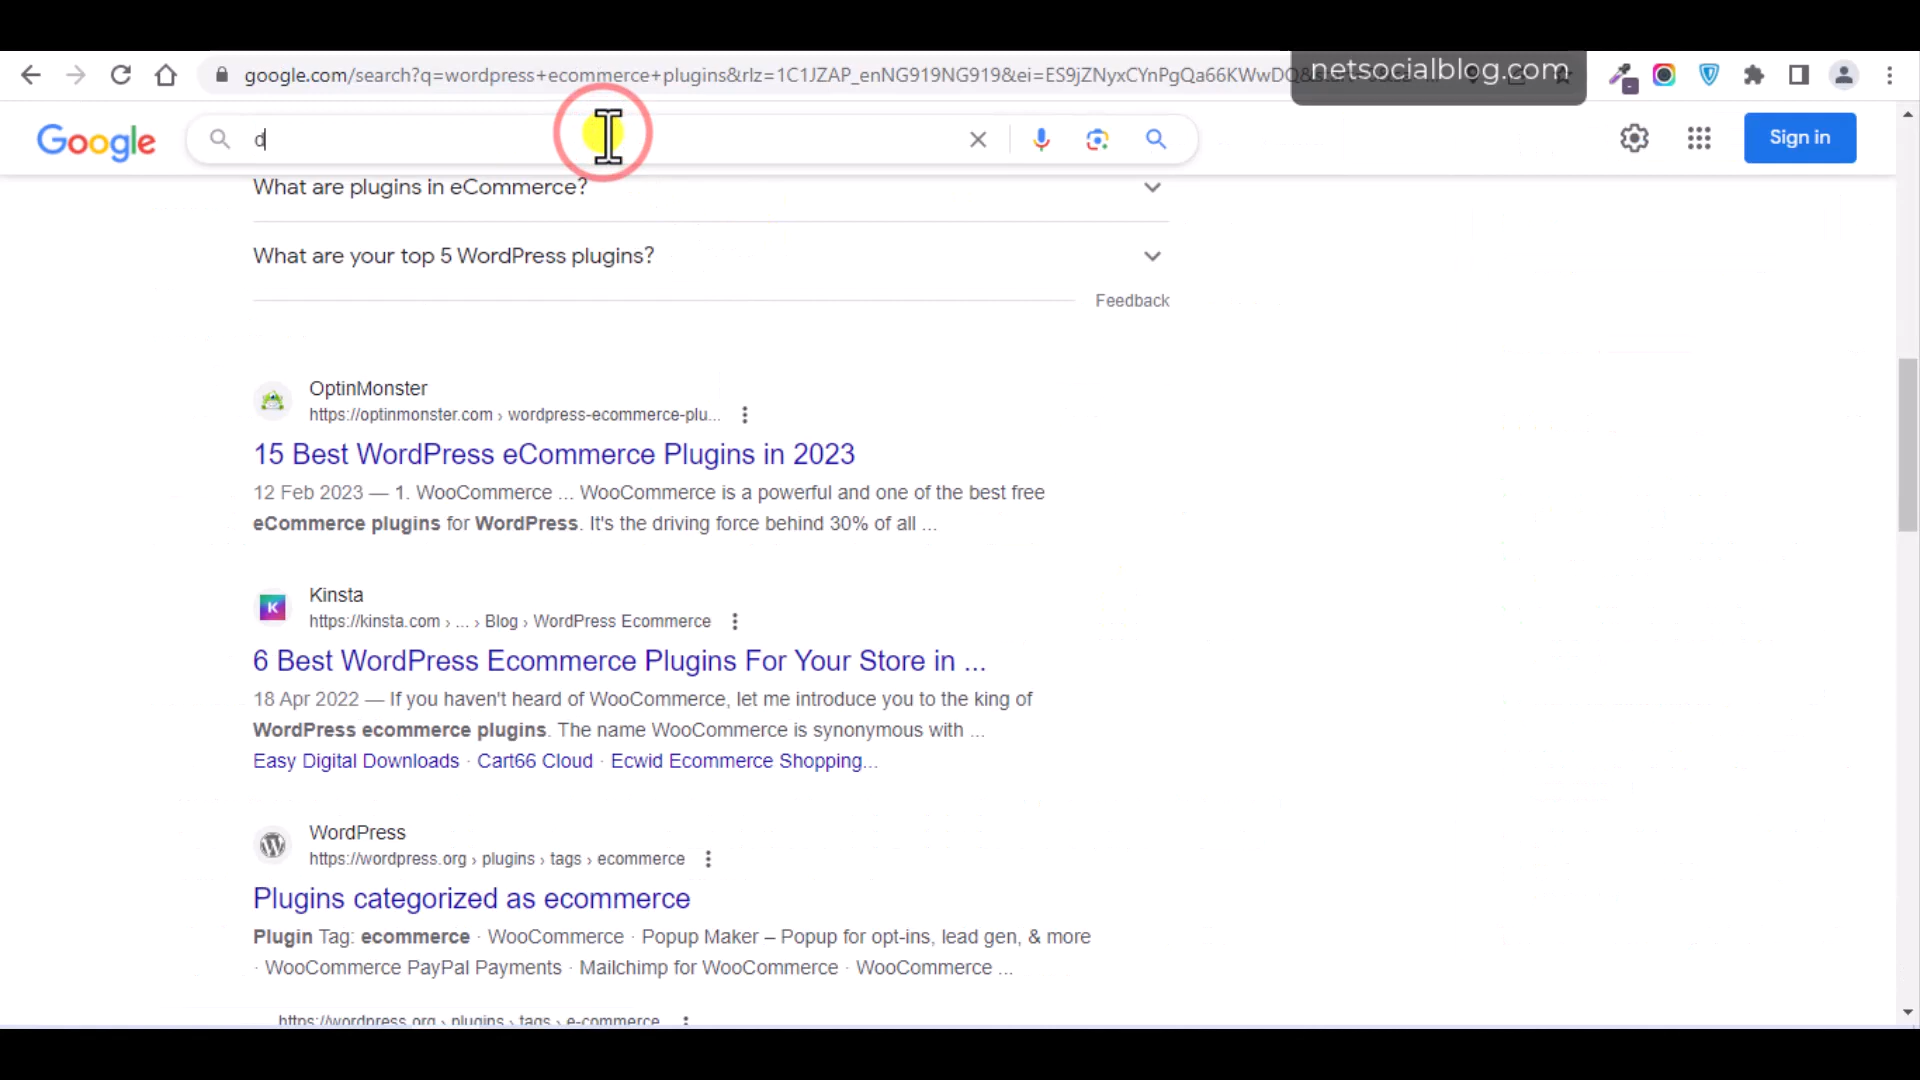 google.com/search?q=wordpress+ecommerce+plugins&rlz=1C1JZAP_enNG919NG919&ei=ES9jZNyxCYnPgQa66KWwDQ&
netsocialblog.com
Google
d
Sign in
What are plugins in eCommerce?
What are your top 5 WordPress plugins?
Feedback
OptinMonster
https://optinmonster.com › wordpress-ecommerce-plu...
15 Best WordPress eCommerce Plugins in 2023
12 Feb 2023 — 1. WooCommerce ... WooCommerce is a powerful and one of the best free
eCommerce plugins for WordPress. It's the driving force behind 30% of all ...
K
Kinsta
https://kinsta.com › ... › Blog › WordPress Ecommerce
6 Best WordPress Ecommerce Plugins For Your Store in ...
18 Apr 2022 — If you haven't heard of WooCommerce, let me introduce you to the king of
WordPress ecommerce plugins. The name WooCommerce is synonymous with ...
Easy Digital Downloads · Cart66 Cloud · Ecwid Ecommerce Shopping...
WordPress
https://wordpress.org › plugins › tags › ecommerce
Plugins categorized as ecommerce
Plugin Tag: ecommerce · WooCommerce · Popup Maker – Popup for opt-ins, lead gen, & more
· WooCommerce PayPal Payments · Mailchimp for WooCommerce · WooCommerce ...
https://wordpress.org › plugins › tags › e-commerce